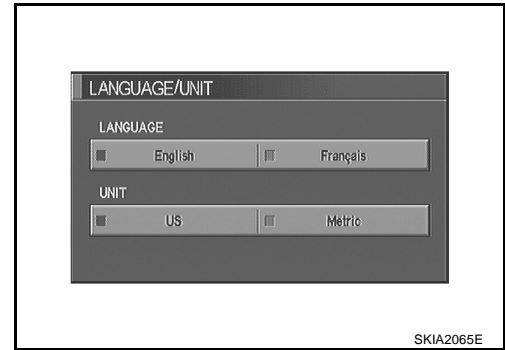 LANGUAGE/UNIT
LANGUAGE
English Français
UNIT
US Metric
SKIA2065E